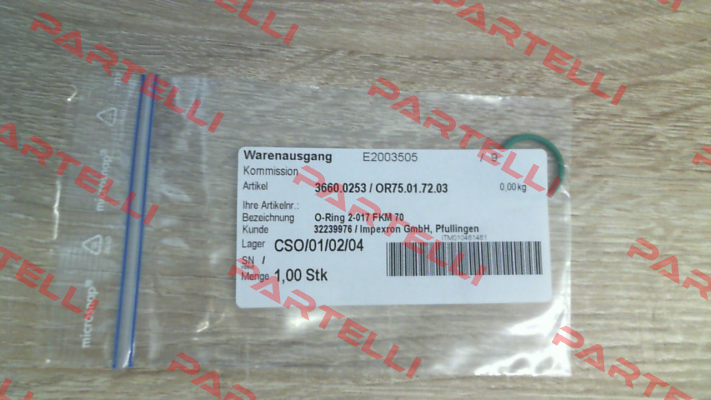 PARTELLI
PARTELLI
PARTELLI
PARTELLI
PARTELLI
PARTELLI
PARTELLI
PARTELLI
PARTELLI
Warenausgang E2003505
Kommission
Artikel 3660.0253 / OR75.01.72.03 0,00 kg
Ihre Artikelnr.:
Bezeichnung O-Ring 2-017 FKM 70
Kunde 32239976 / Impexron GmbH, Pfullingen
Lager CSO/01/02/04
SN /
Menge 1,00 Stk